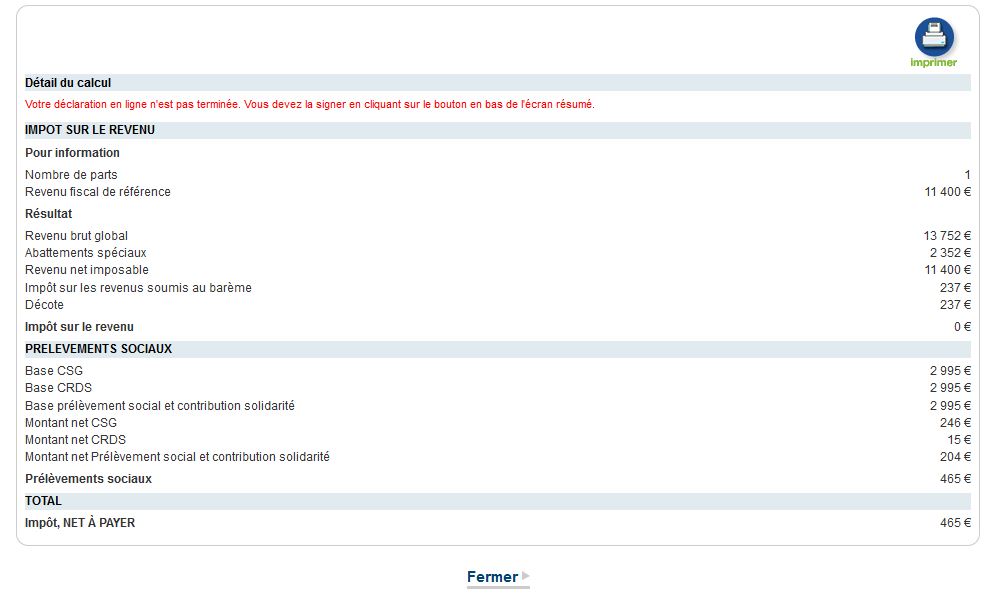 imprimer
Détail du calcul
Votre déclaration en ligne n'est pas terminée. Vous devez la signer en cliquant sur le bouton en bas de l'écran résumé.
IMPOT SUR LE REVENU
Pour information
Nombre de parts 1
Revenu fiscal de référence 11 400 €
Résultat
Revenu brut global 13 752 €
Abattements spéciaux 2 352 €
Revenu net imposable 11 400 €
Impôt sur les revenus soumis au barème 237 €
Décote 237 €
Impôt sur le revenu 0 €
PRELEVEMENTS SOCIAUX
Base CSG 2 995 €
Base CRDS 2 995 €
Base prélèvement social et contribution solidarité 2 995 €
Montant net CSG 246 €
Montant net CRDS 15 €
Montant net Prélèvement social et contribution solidarité 204 €
Prélèvements sociaux 465 €
TOTAL
Impôt, NET À PAYER 465 €
Fermer